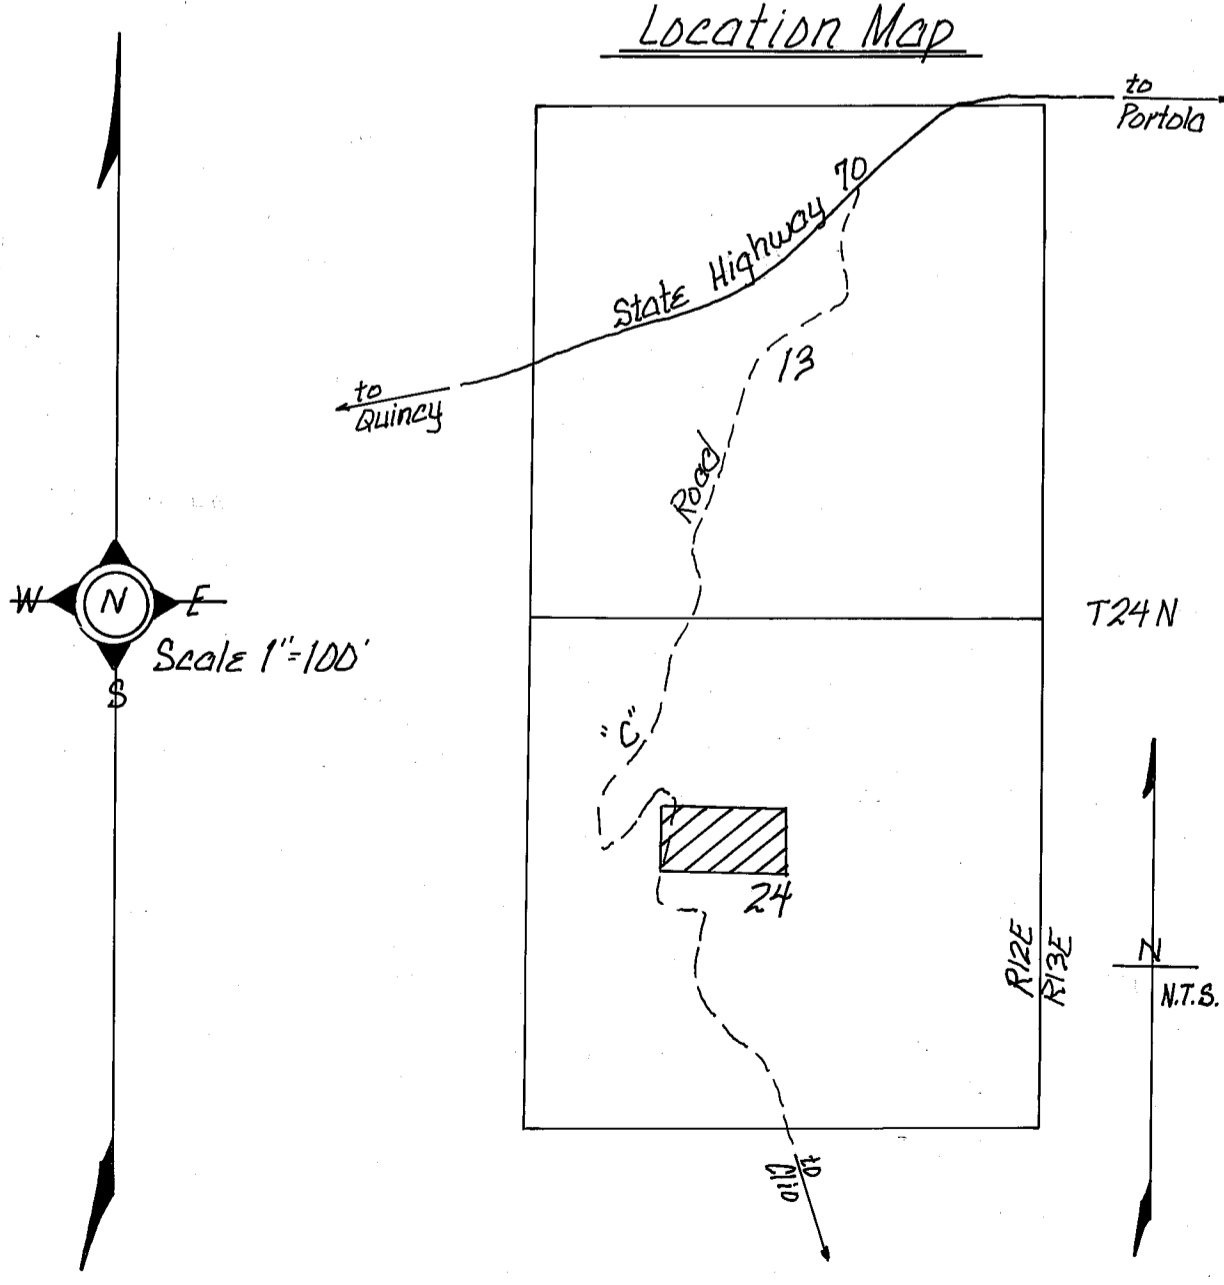 Location Map
to
Portola
State Highway 70
13
to
Quincy
Road
W N E
S
Scale 1"=100'
T24N
"C"
24
R12E
R13E
N
N.T.S.
to
Clio